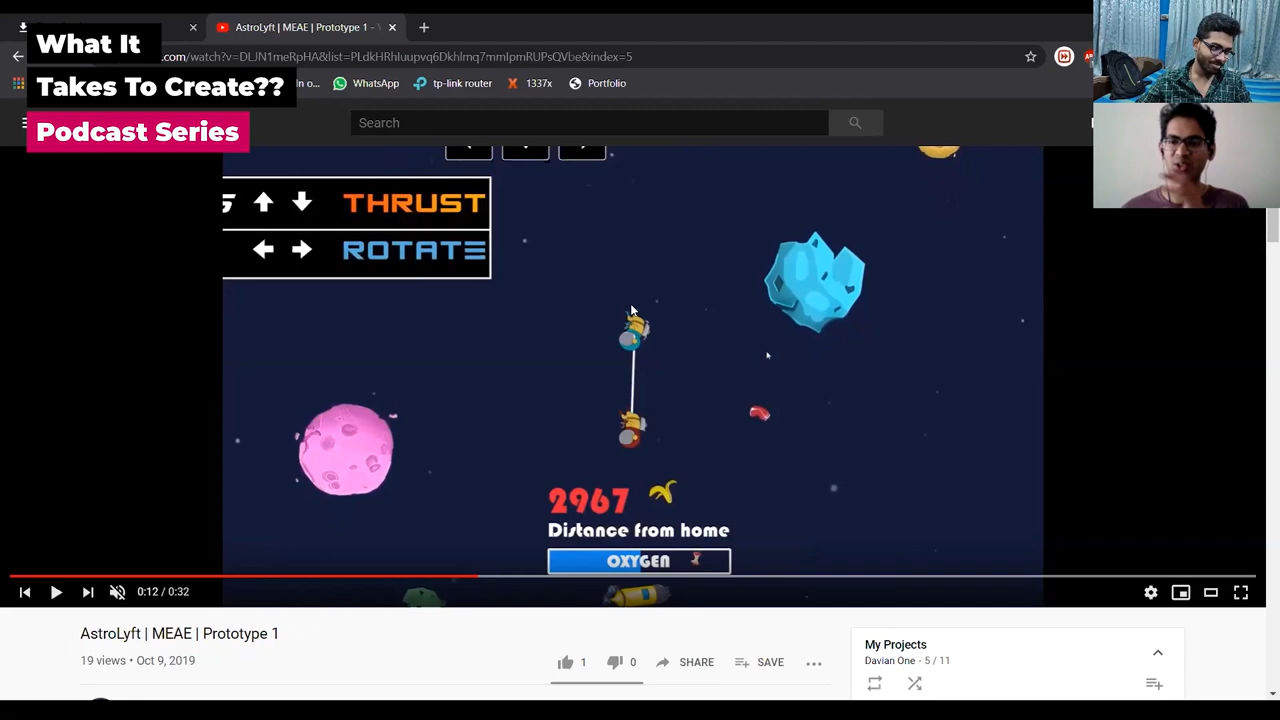 What It
Takes To Create??
Podcast Series
AstroLyft | MEAE | Prototype 1 -
.com/watch?v=DLJN1meRpHA&list=PLdkHRhluupvq6Dkhlmq7mmIpmRUPsQVbe&index=5
WhatsApp
tp-link router
1337x
Portfolio
Search
THRUST
ROTATE
2967
Distance from home
OXYGEN
0:12 / 0:32
AstroLyft | MEAE | Prototype 1
19 views • Oct 9, 2019
1
0
SHARE
SAVE
My Projects
Davian One - 5 / 11